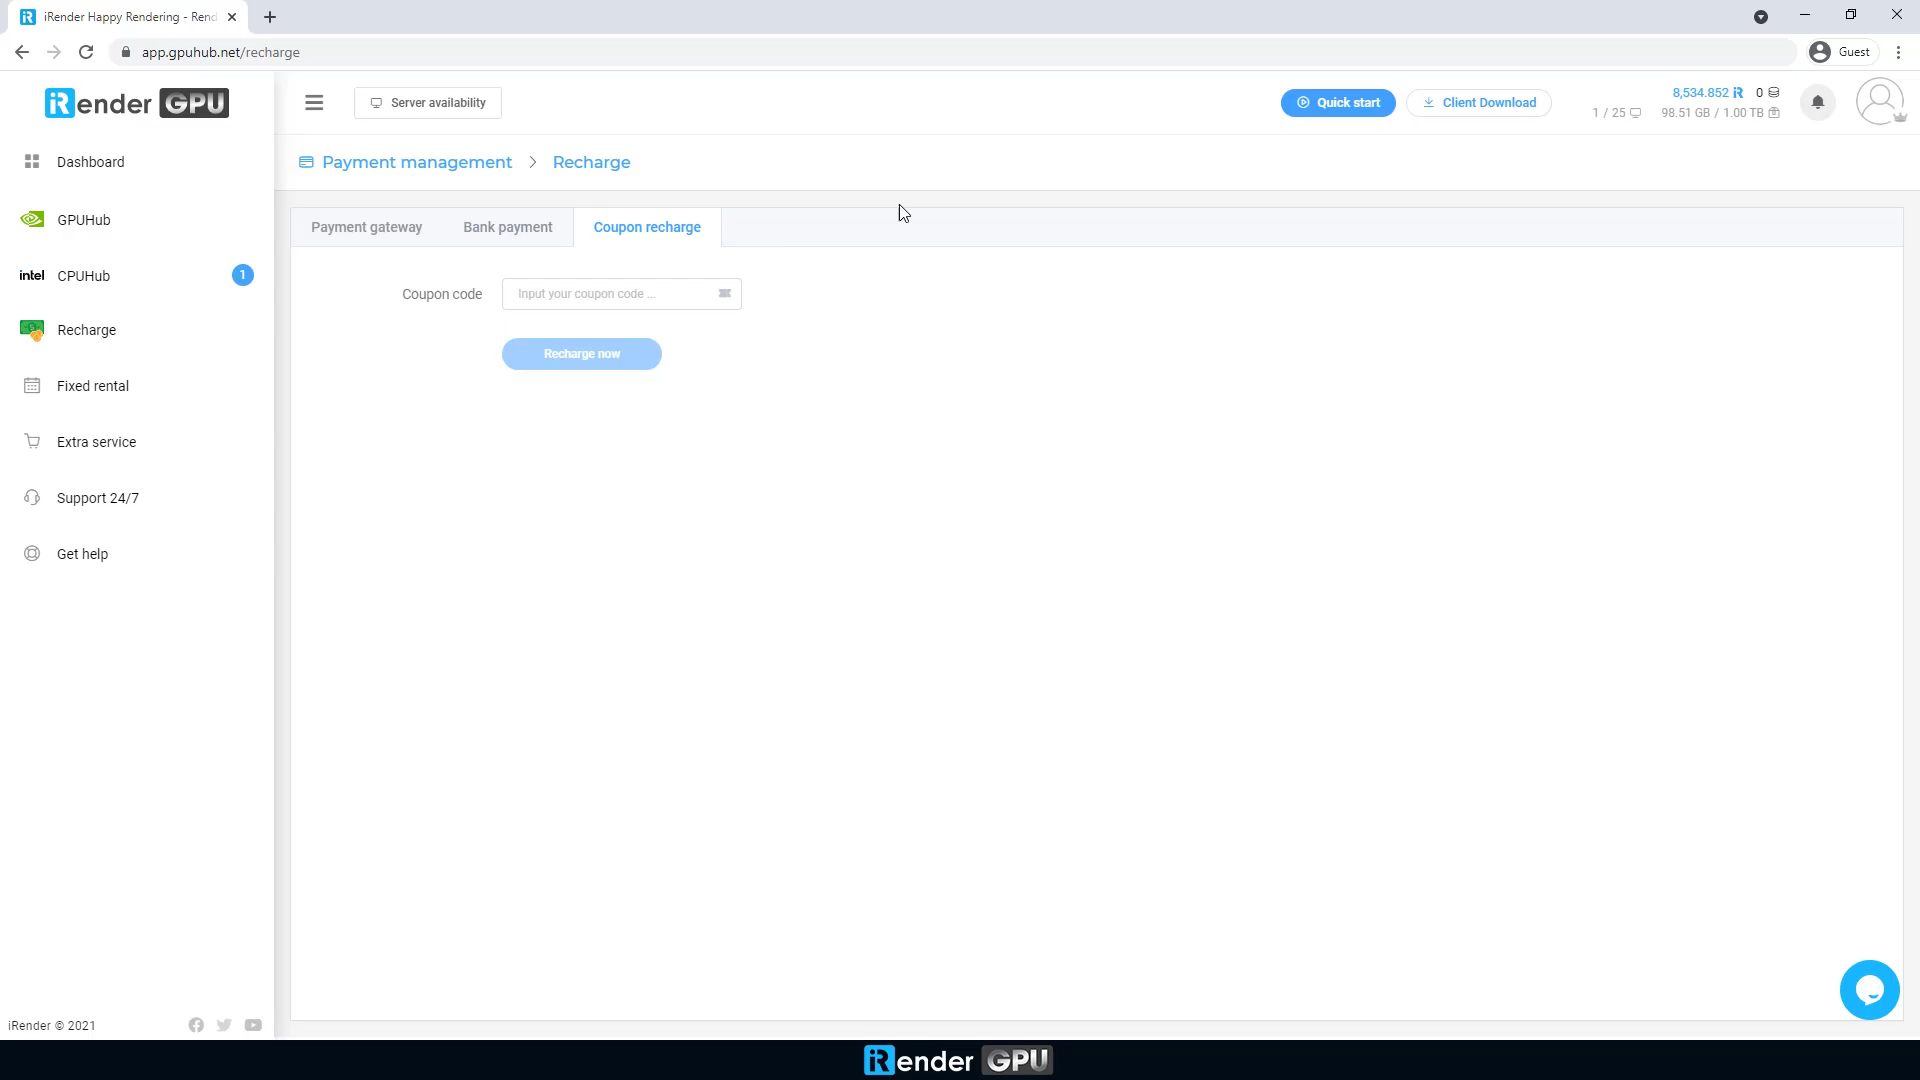 iRender Happy Rendering - Rend
app.gpuhub.net/recharge
Guest
iRender GPU
Server availability
Quick start
Client Download
8,534.852 iR 0
1 / 25 98.51 GB / 1.00 TB
Dashboard
GPUHub
intel CPUHub 1
Recharge
Fixed rental
Extra service
Support 24/7
Get help
Payment management > Recharge
Payment gateway Bank payment Coupon recharge
Coupon code Input your coupon code ...
Recharge now
iRender © 2021
iRender GPU